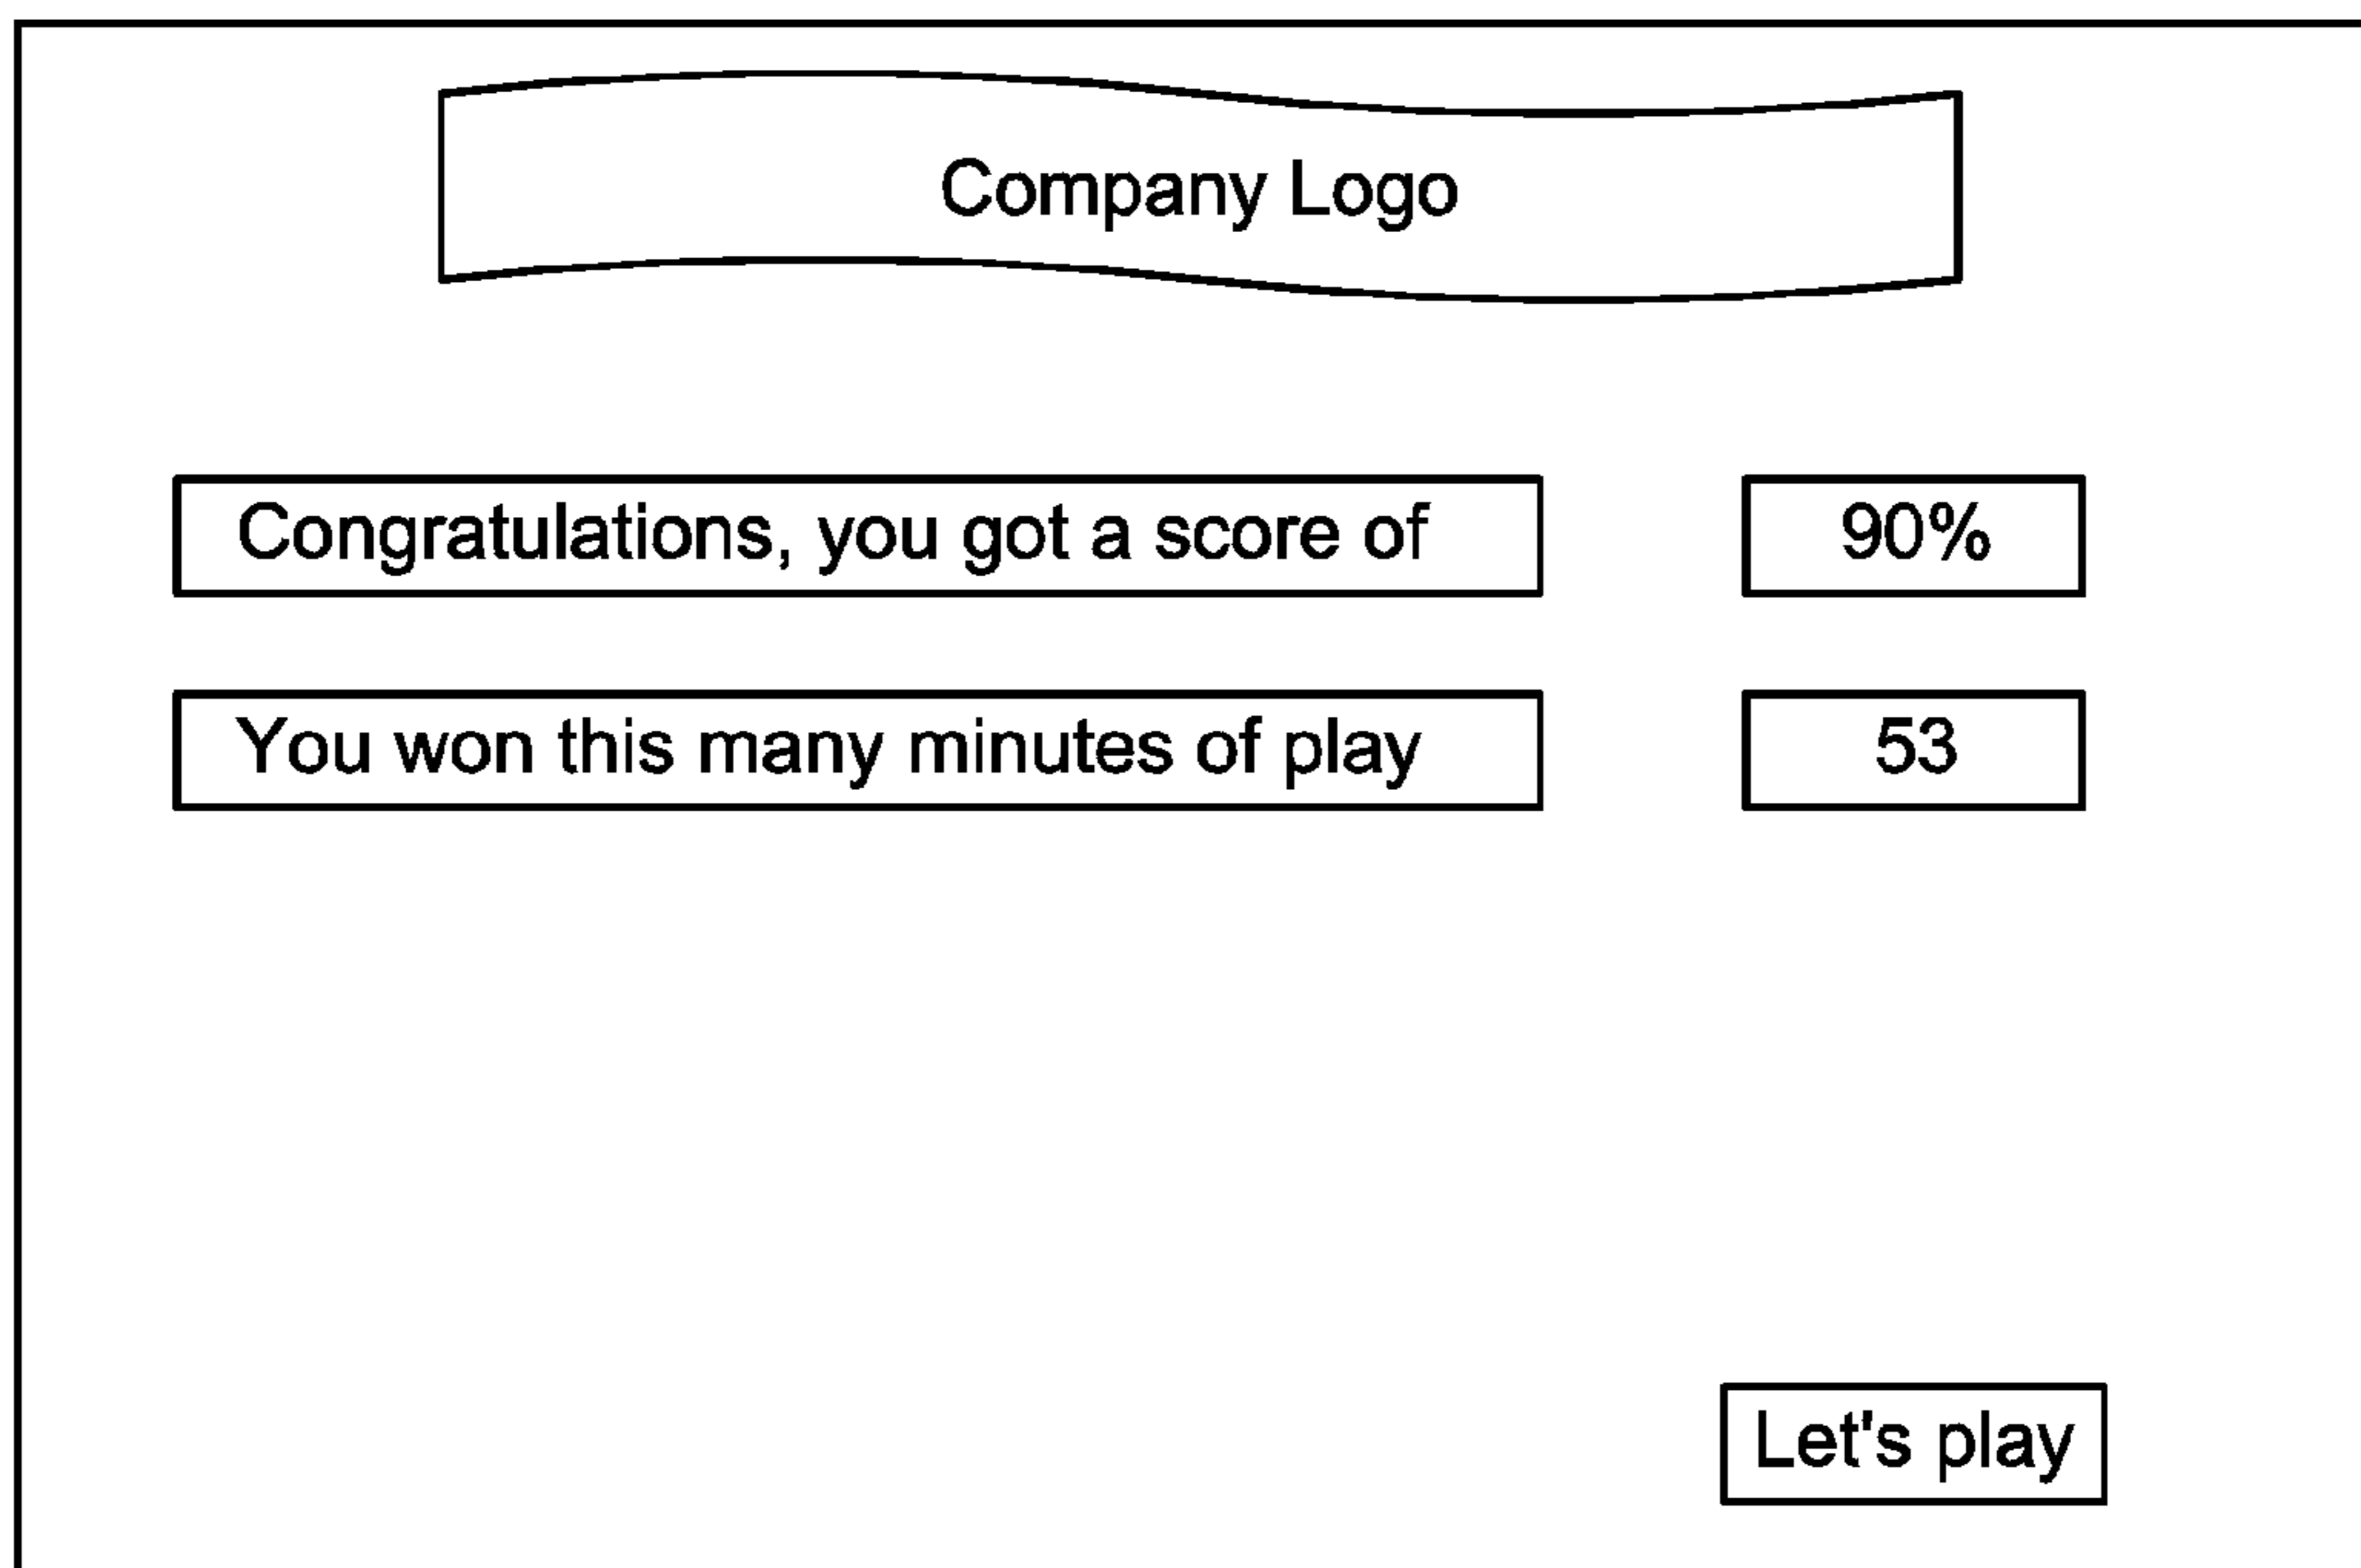 Company Logo
Congratulations, you got a score of 90%
You won this many minutes of play 53
Let's play